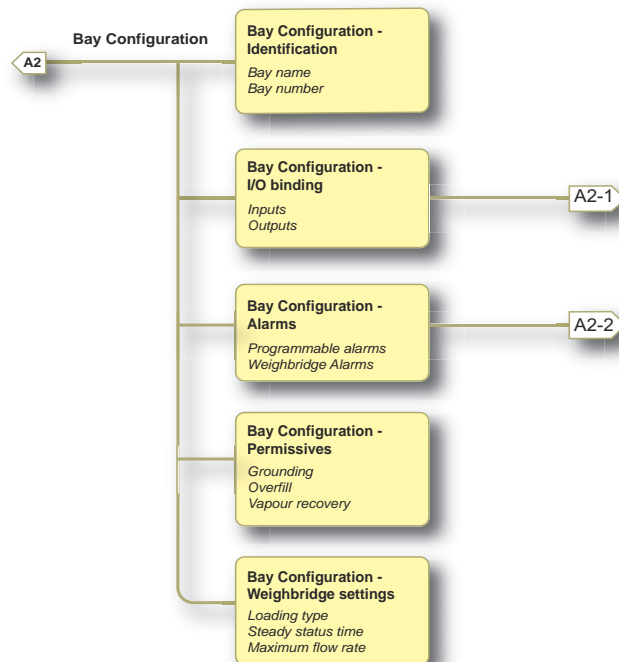 Bay Configuration
A2
Bay Configuration -
Identification
Bay name
Bay number
Bay Configuration -
I/O binding
Inputs
Outputs
A2-1
Bay Configuration -
Alarms
Programmable alarms
Weighbridge Alarms
A2-2
Bay Configuration -
Permissives
Grounding
Overfill
Vapour recovery
Bay Configuration -
Weighbridge settings
Loading type
Steady status time
Maximum flow rate